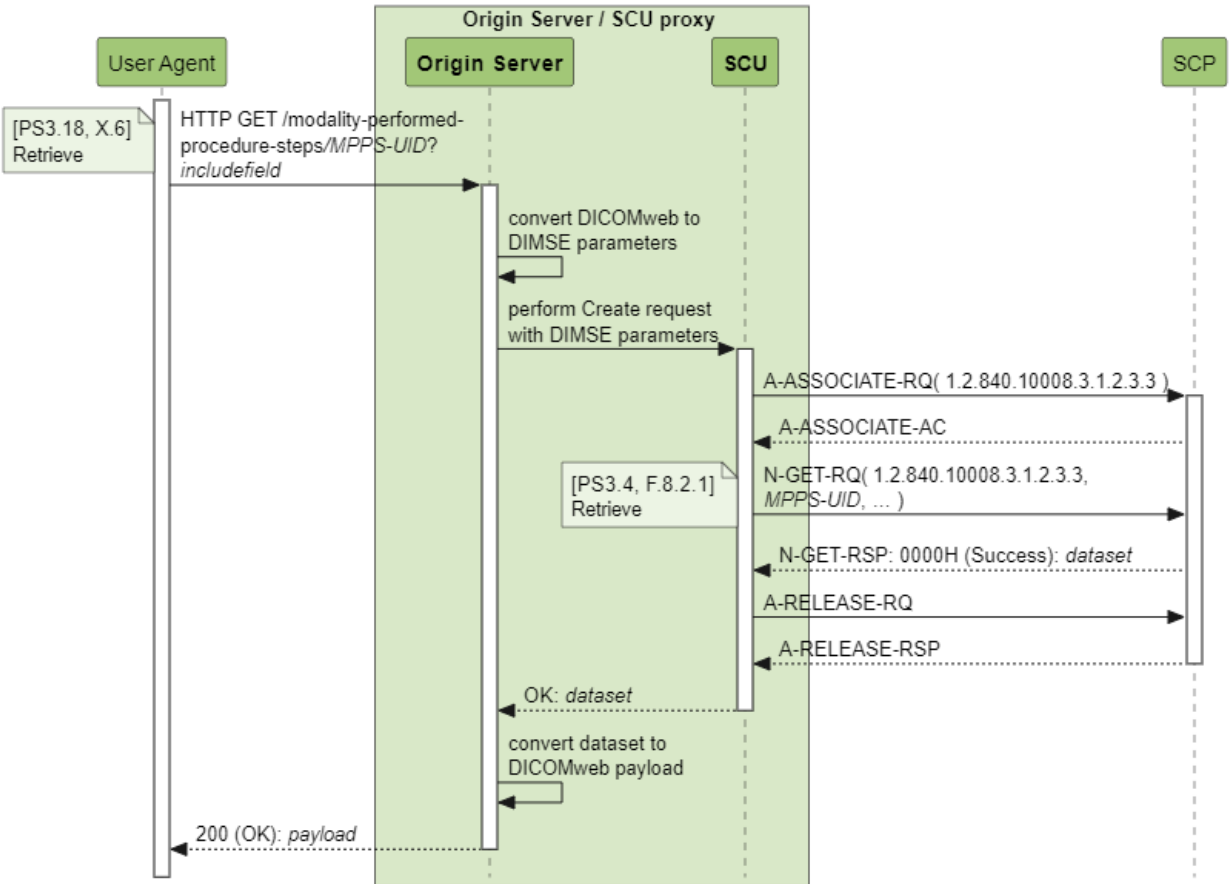 Origin Server / SCU proxy
User Agent
Origin Server
SCU
SCP
[PS3.18, X.6]
Retrieve
HTTP GET /modality-performed-
procedure-steps/MPPS-UID?
includefield
convert DICOMweb to
DIMSE parameters
perform Create request
with DIMSE parameters
A-ASSOCIATE-RQ( 1.2.840.10008.3.1.2.3.3 )
A-ASSOCIATE-AC
[PS3.4, F.8.2.1]
Retrieve
N-GET-RQ( 1.2.840.10008.3.1.2.3.3,
MPPS-UID, ... )
N-GET-RSP: 0000H (Success): dataset
A-RELEASE-RQ
A-RELEASE-RSP
OK: dataset
convert dataset to
DICOMweb payload
200 (OK): payload